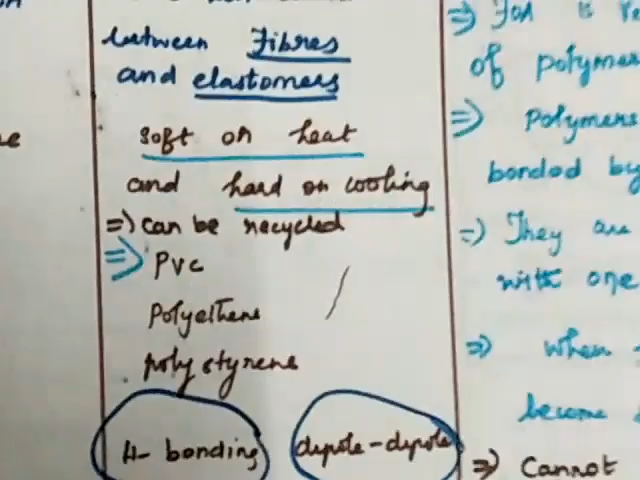 between Fibres
and elastomers
soft on heat
and hard on cooling
=> can be recycled
=> PVC
Polyethene
polystyrene
H- bonding dipole-dipole
=> of polymer
=> Polymers
bonded by
=> They are
with one
=> when
become
=> Cannot